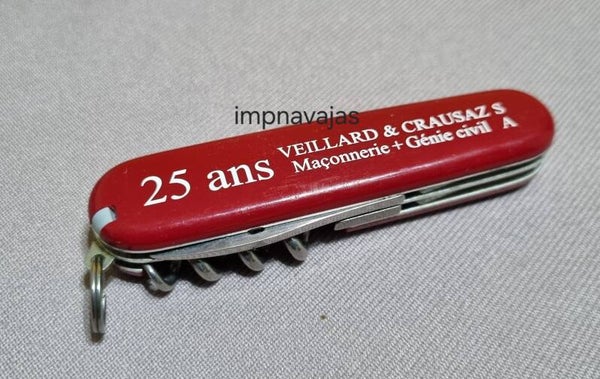 impnavajas
25 ans
VEILLARD & CRAUSAZ S
Maçonnerie + Génie civil A